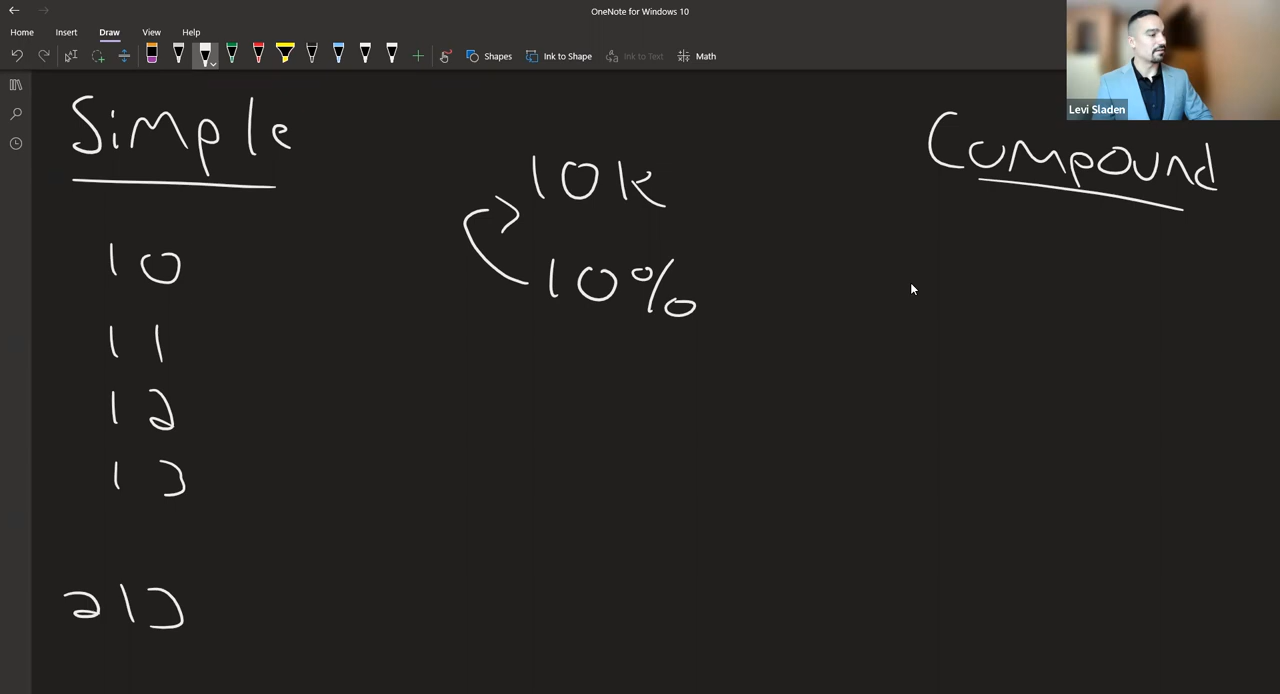 OneNote for Windows 10
Home Insert Draw View Help
Shapes Ink to Shape Ink to Text Math
Levi Sladen
Simple
10k
Compound
10
10%
11
12
13
213